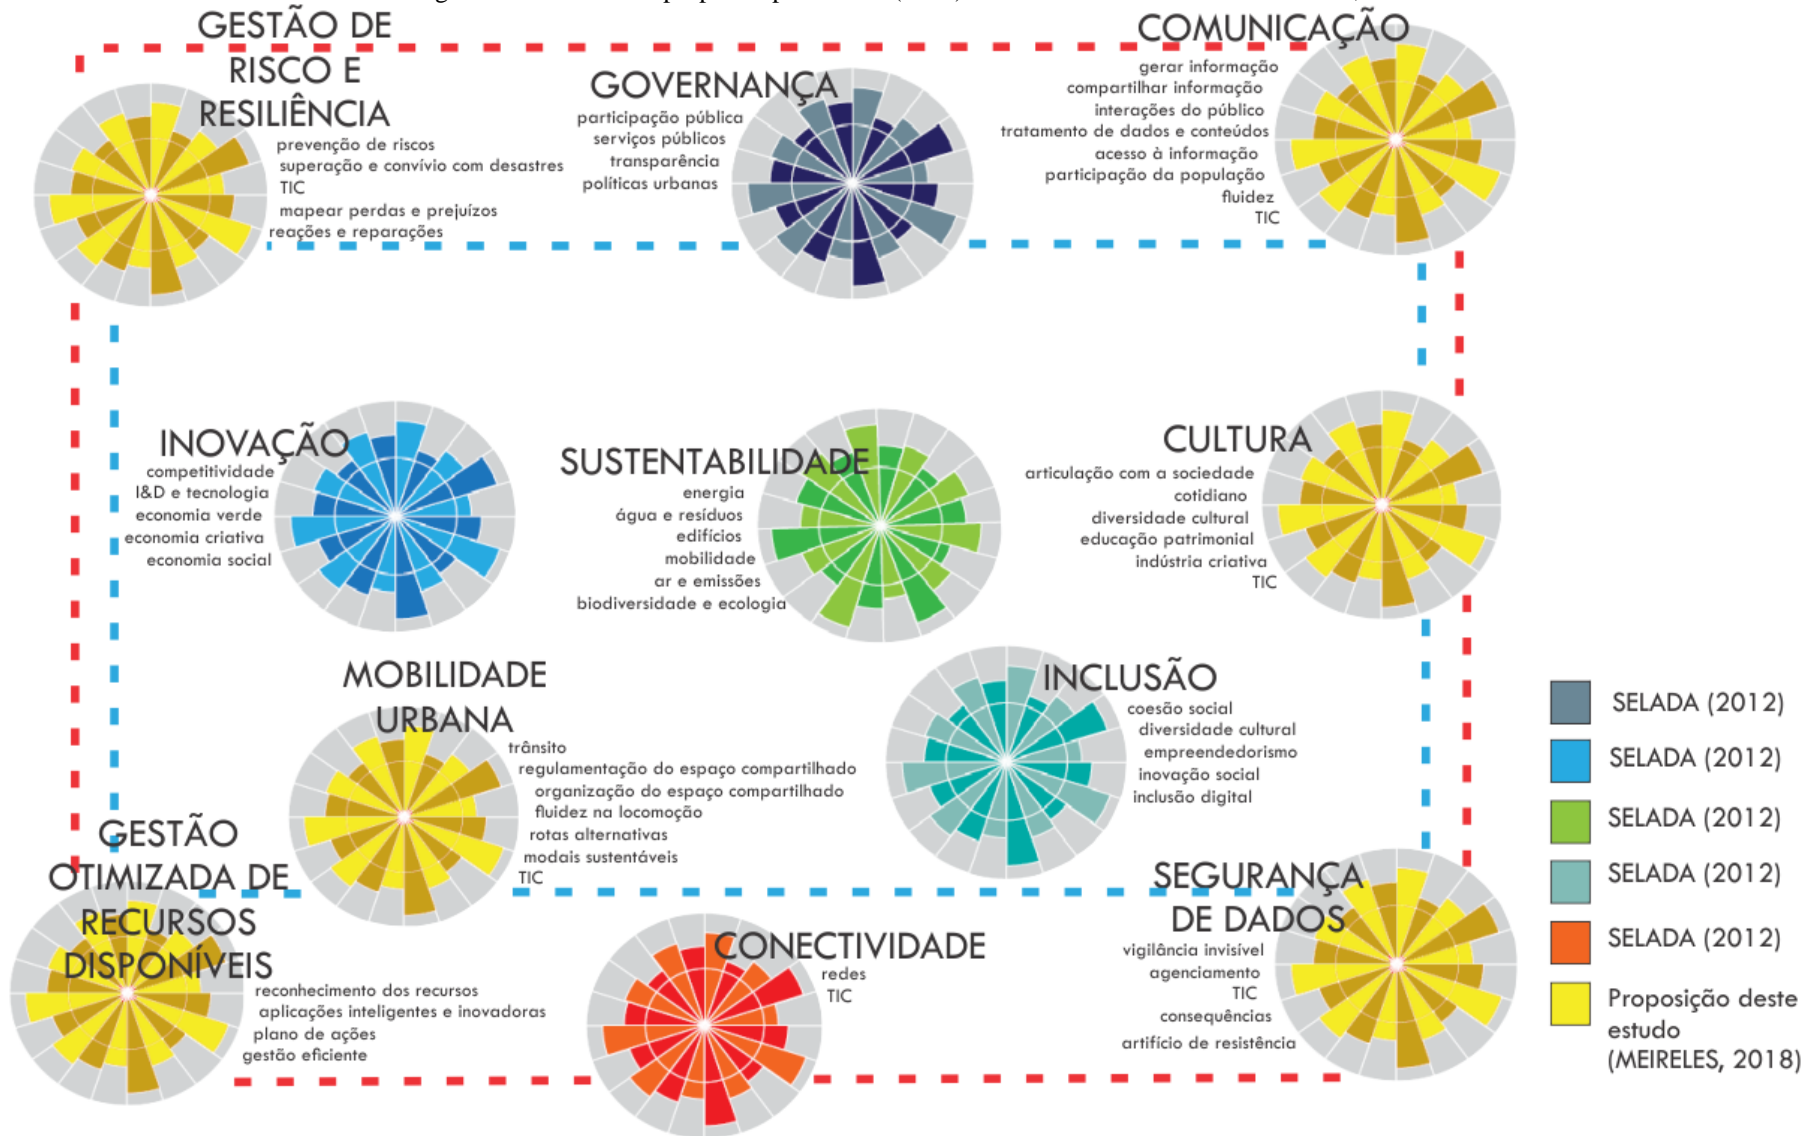 GESTÃO DE
RISCO E
RESILIÊNCIA
prevenção de riscos
superação e convívio com desastres
TIC
mapear perdas e prejuízos
reações e reparações
GOVERNANÇA
participação pública
serviços públicos
transparência
políticas urbanas
COMUNICAÇÃO
gerar informação
compartilhar informação
interações do público
tratamento de dados e conteúdos
acesso à informação
participação da população
fluidez
TIC
INOVAÇÃO
competitividade
I&D e tecnologia
economia verde
economia criativa
economia social
SUSTENTABILIDADE
energia
água e resíduos
edifícios
mobilidade
ar e emissões
biodiversidade e ecologia
CULTURA
articulação com a sociedade
cotidiano
diversidade cultural
educação patrimonial
indústria criativa
TIC
MOBILIDADE
URBANA
trânsito
regulamentação do espaço compartilhado
organização do espaço compartilhado
fluidez na locomoção
rotas alternativas
modais sustentáveis
TIC
INCLUSÃO
coesão social
diversidade cultural
empreendedorismo
inovação social
inclusão digital
GESTÃO
OTIMIZADA DE
RECURSOS
DISPONÍVEIS
reconhecimento dos recursos
aplicações inteligentes e inovadoras
plano de ações
gestão eficiente
CONECTIVIDADE
redes
TIC
SEGURANÇA
DE DADOS
vigilância invisível
agenciamento
TIC
consequências
artifício de resistência
SELADA (2012)
SELADA (2012)
SELADA (2012)
SELADA (2012)
SELADA (2012)
Proposição deste
estudo
(MEIRELES, 2018)